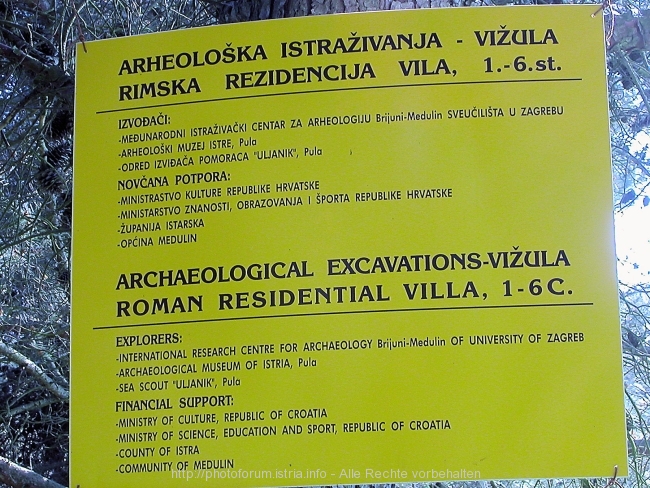 ARHEOLOŠKA ISTRAŽIVANJA - VIŽULA
RIMSKA REZIDENCIJA VILA, 1.-6.st.
IZVOĐAČI:
-MEĐUNARODNI ISTRAŽIVAČKI CENTAR ZA ARHEOLOGIJU Brijuni-Medulin SVEUČILIŠTA U ZAGREBU
-ARHEOLOŠKI MUZEJ ISTRE, Pula
-ODRED IZVIĐAČA POMORACA "ULJANIK", Pula
NOVČANA POTPORA:
-MINISTRASTVO KULTURE REPUBLIKE HRVATSKE
-MINISTARSTVO ZNANOSTI, OBRAZOVANJA I ŠPORTA REPUBLIKE HRVATSKE
-ŽUPANIJA ISTARSKA
-OPĆINA MEDULIN
ARCHAEOLOGICAL EXCAVATIONS-VIŽULA
ROMAN RESIDENTIAL VILLA, 1-6C.
EXPLORERS:
-INTERNATIONAL RESEARCH CENTRE FOR ARCHAEOLOGY Brijuni-Medulin OF UNIVERSITY OF ZAGREB
-ARCHAEOLOGICAL MUSEUM OF ISTRIA, Pula
-SEA SCOUT "ULJANIK", Pula
FINANCIAL SUPPORT:
-MINISTRY OF CULTURE, REPUBLIC OF CROATIA
-MINISTRY OF SCIENCE, EDUCATION AND SPORT, REPUBLIC OF CROATIA
-COUNTY OF ISTRA
-COMMUNITY OF MEDULIN
http://photoforum.istria.info - Alle Rechte vorbehalten